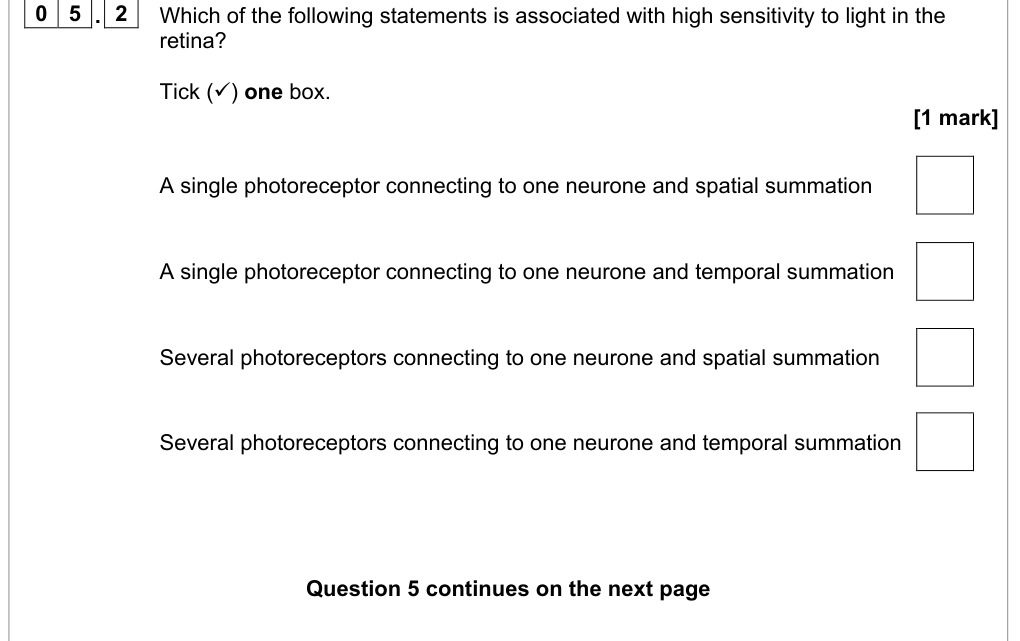 0 5 . 2 Which of the following statements is associated with high sensitivity to light in the
retina?
Tick (✓) one box.
[1 mark]
A single photoreceptor connecting to one neurone and spatial summation
A single photoreceptor connecting to one neurone and temporal summation
Several photoreceptors connecting to one neurone and spatial summation
Several photoreceptors connecting to one neurone and temporal summation
Question 5 continues on the next page